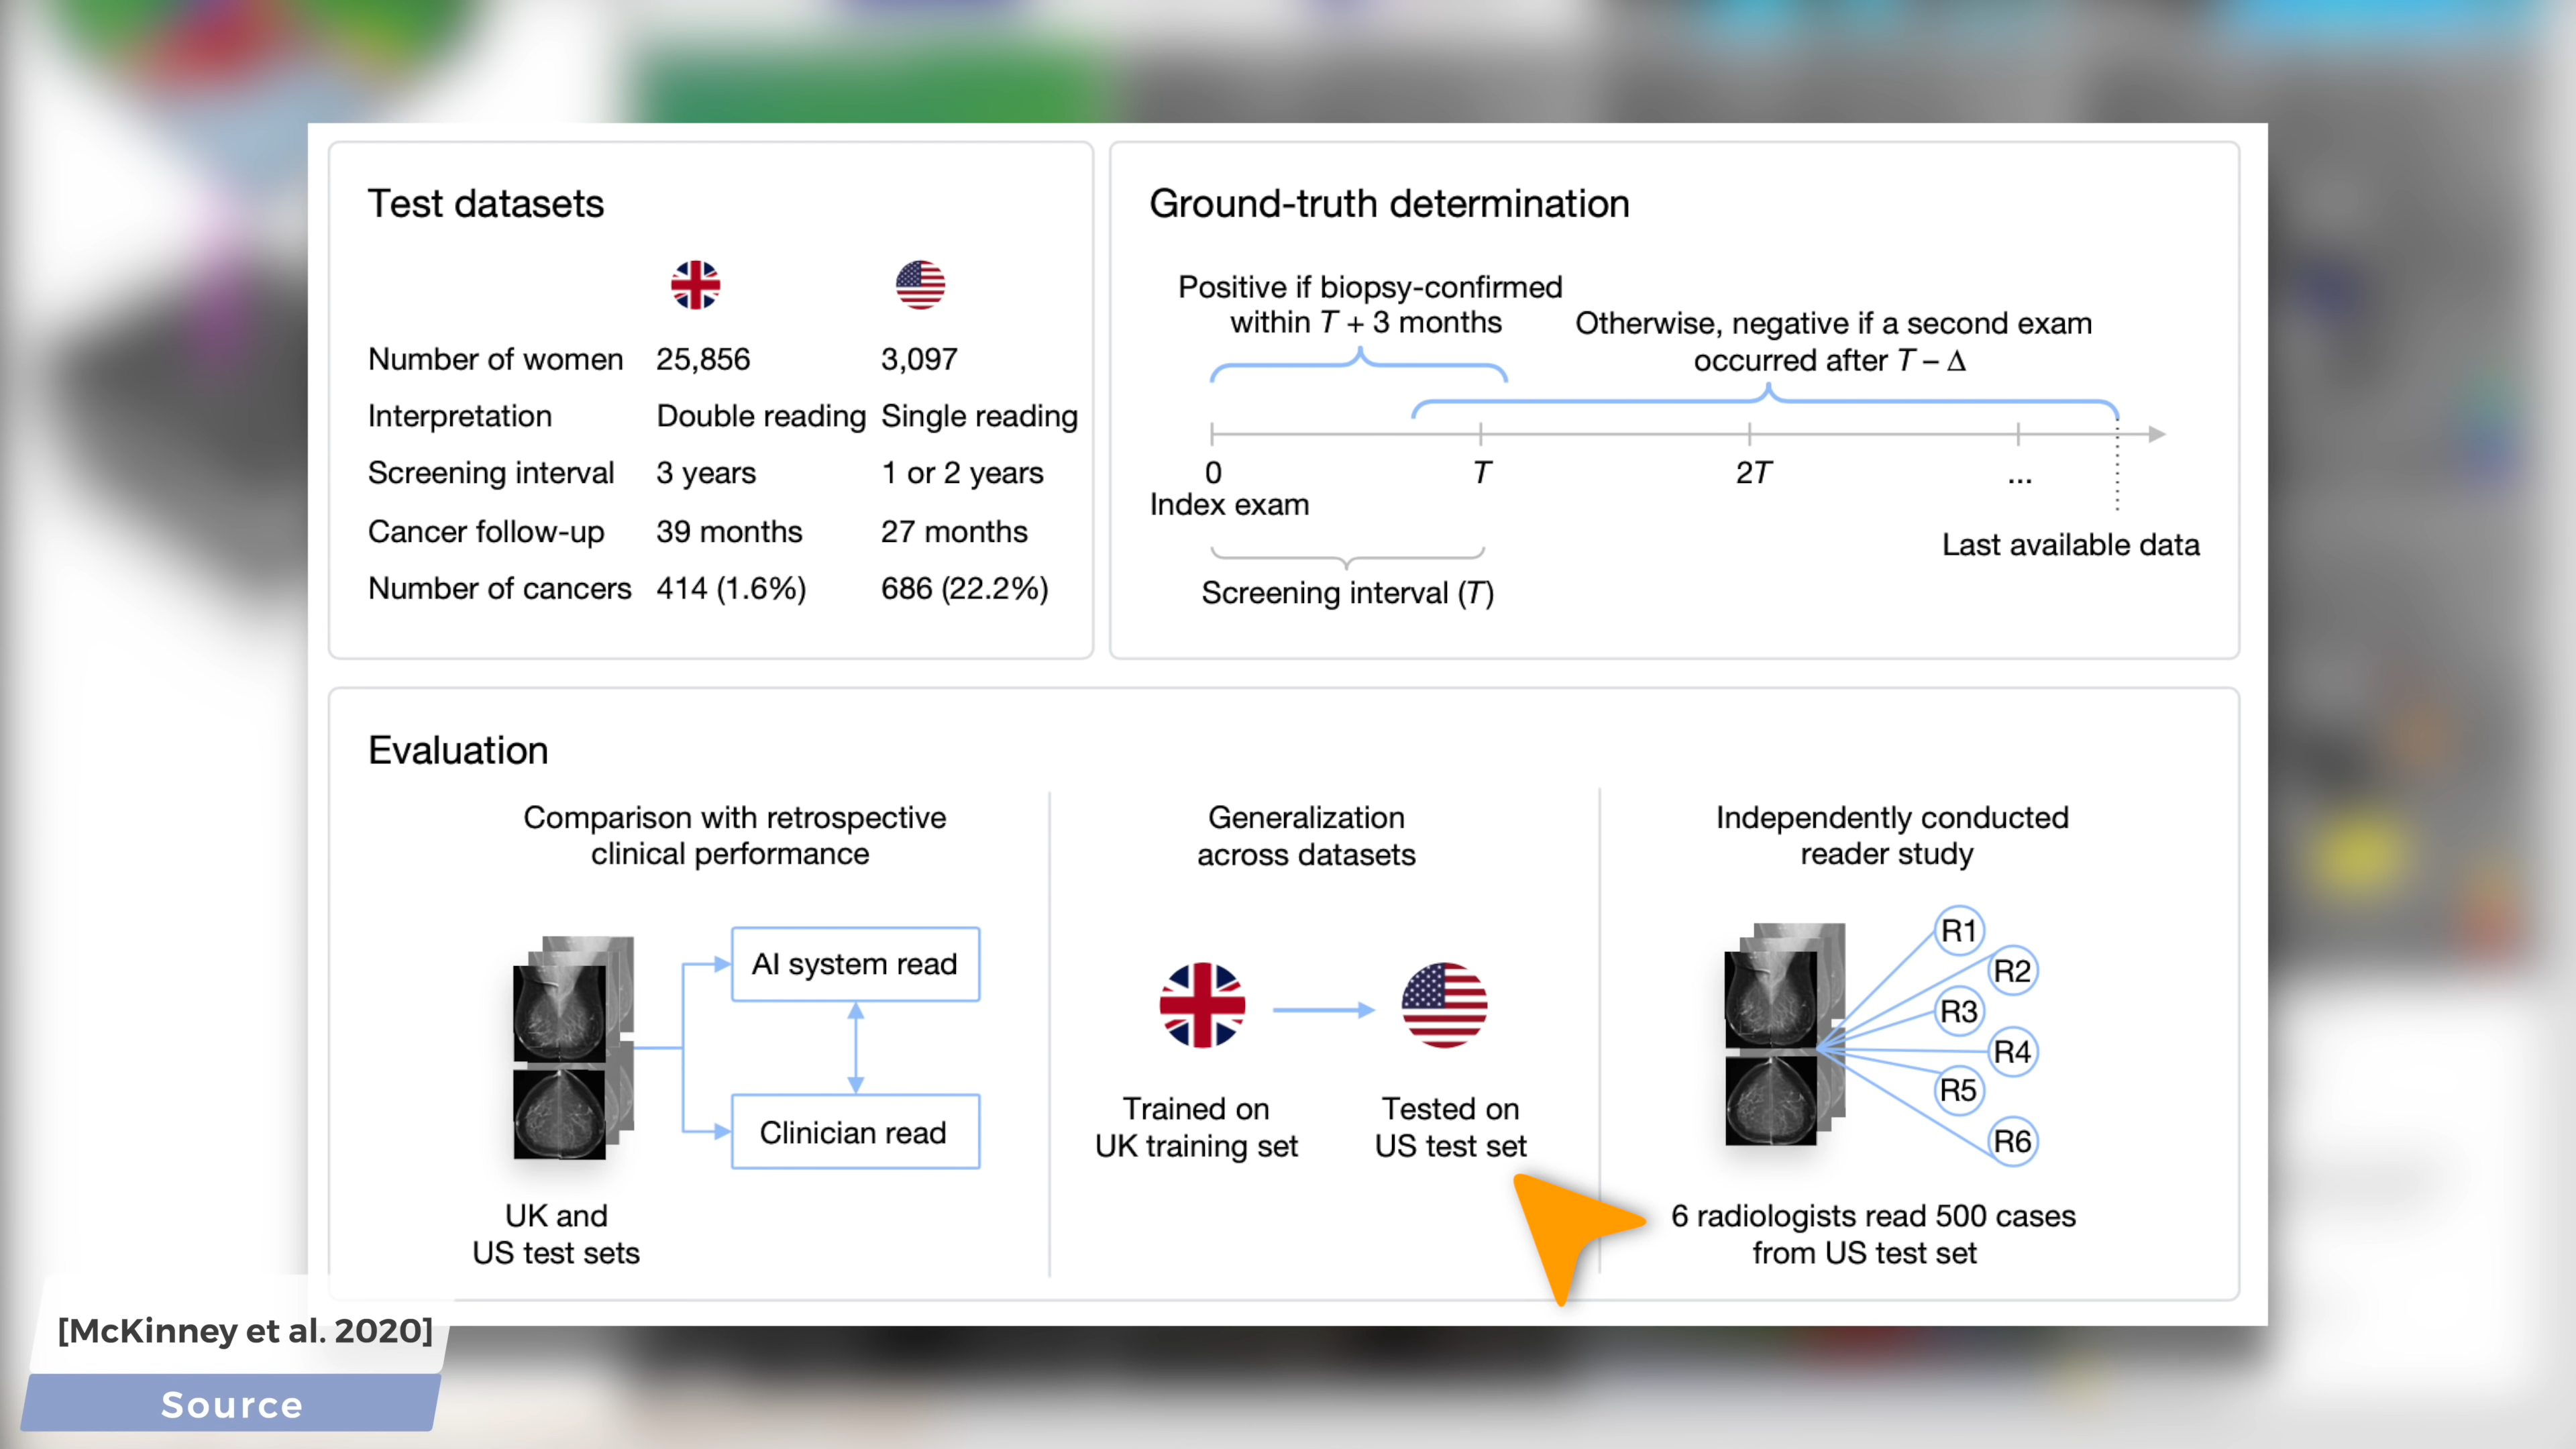 Test datasets
Number of women 25,856 3,097
Interpretation Double reading Single reading
Screening interval 3 years 1 or 2 years
Cancer follow-up 39 months 27 months
Number of cancers 414 (1.6%) 686 (22.2%)
Ground-truth determination
Positive if biopsy-confirmed
within T + 3 months
Otherwise, negative if a second exam
occurred after T – Δ
0 T 2T ...
Index exam
Last available data
Screening interval (T)
Evaluation
Comparison with retrospective
clinical performance
AI system read
Clinician read
UK and
US test sets
Generalization
across datasets
Trained on
UK training set
Tested on
US test set
Independently conducted
reader study
R1
R2
R3
R4
R5
R6
6 radiologists read 500 cases
from US test set
[McKinney et al. 2020]
Source